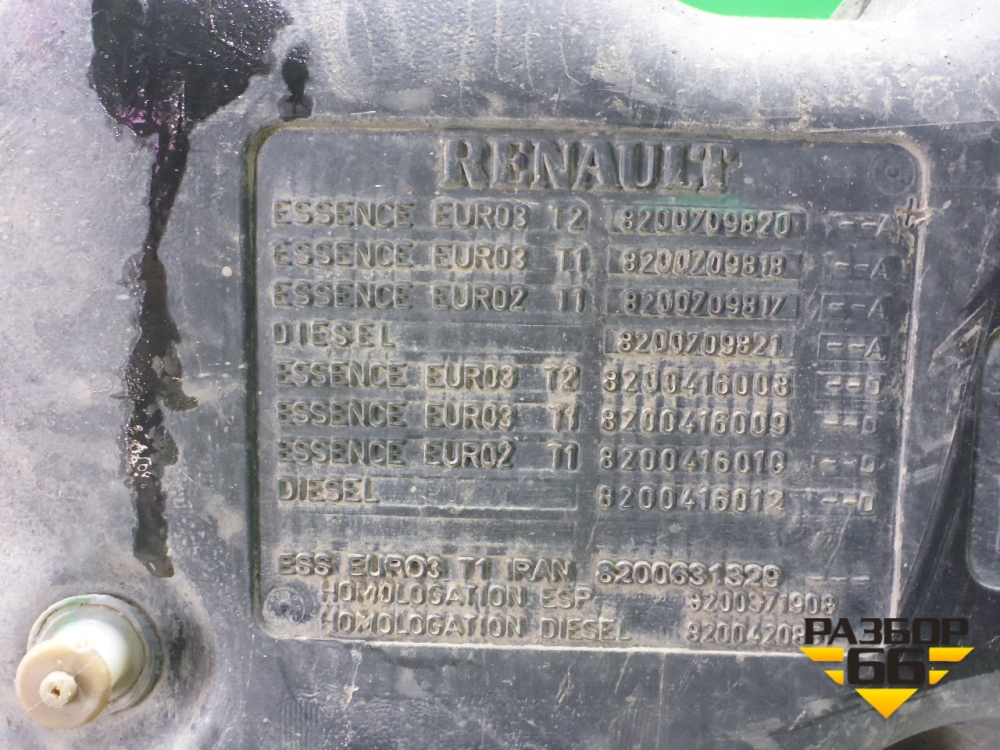 RENAULT
ESSENCE EURO3 T2 8200709820 --A
ESSENCE EURO3 T1 8200709818 --A
ESSENCE EURO2 T1 8200709817 --A
DIESEL 8200709821 --A
ESSENCE EURO3 T2 8200416008 --D
ESSENCE EURO3 T1 8200416009 --D
ESSENCE EURO2 T1 8200416010 --D
DIESEL 8200416012 --D
ESS EURO3 T1 IRAN 8200631329 ---
HOMOLOGATION ESP 8200371908
HOMOLOGATION DIESEL
РАЗБОР
66